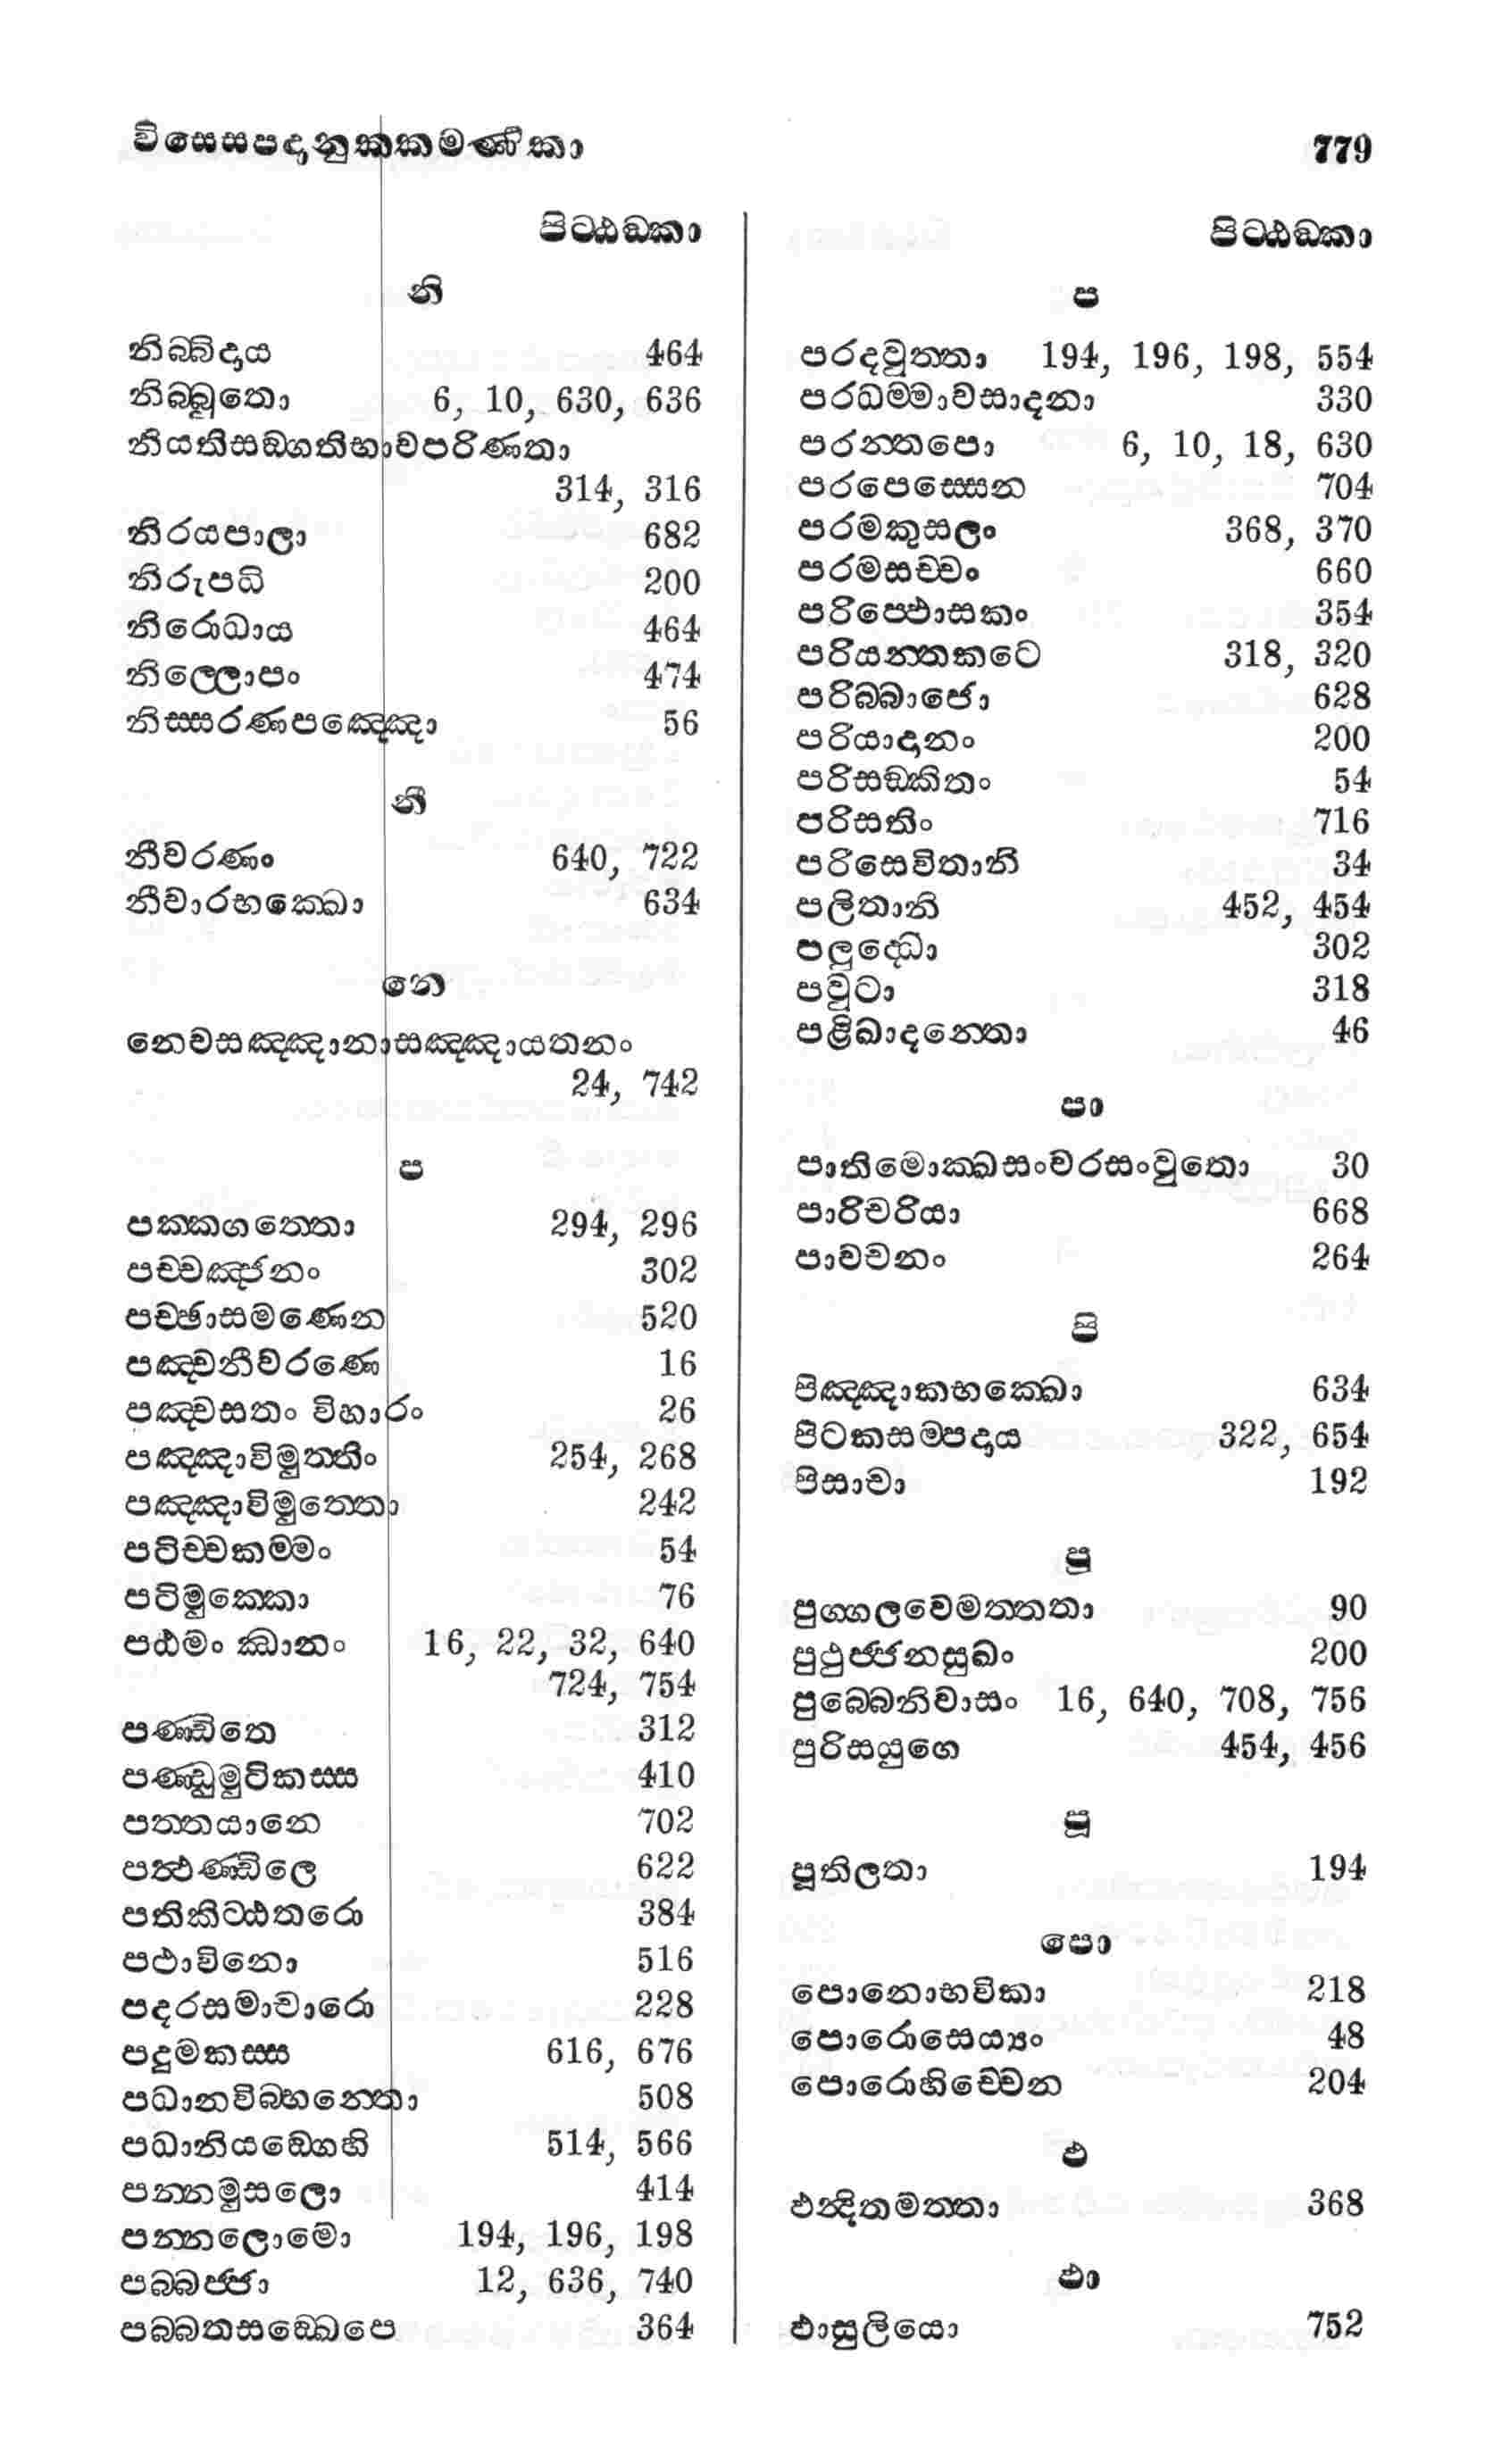 විසෙසපදානුක්කමණිකා 779
පිට්ඨඞ්කා
නි
නිබ්බිදාය 464
නිබ්බුතො 6, 10, 630, 636
නියතිසඞ්ගතිභාවපරිණතා
314, 316
නිරයපාලා 682
නිරුපධි 200
නිරොධාය 464
නිල්ලොපං 474
නිස්සරණපඤ්ඤො 56
නී
නීවරණං 640, 722
නීවාරභක්ඛො 634
නෙ
නෙවසඤ්ඤානාසඤ්ඤායතනං
24, 742
ප
පක්කගත්තො 294, 296
පච්චඤ්ජනං 302
පච්ඡාසමණෙන 520
පඤ්චනීවරණෙ 16
පඤ්චසතං විහාරං 26
පඤ්ඤාවිමුත්තිං 254, 268
පඤ්ඤාවිමුත්තො 242
පටිච්චකම්මං 54
පටිමුක්කො 76
පඨමං ඣානං 16, 22, 32, 640
724, 754
පණ්ඩිතෙ 312
පණ්ඩුමුටිකස්ස 410
පත්තයානෙ 702
පත්ථණ්ඩිලෙ 622
පතිකිට්ඨතරො 384
පථාවිනො 516
පදරසමාචාරො 228
පදුමකස්ස 616, 676
පධානවිබ්භන්තො 508
පධානියඞ්ගෙහි 514, 566
පන්නමුසලො 414
පන්නලොමො 194, 196, 198
පබ්බජ්ජා 12, 636, 740
පබ්බතසඞ්ඛෙපෙ 364
පිට්ඨඞ්කා
ප
පරදවුත්තා 194, 196, 198, 554
පරධම්මාවසාදනා 330
පරන්තපො 6, 10, 18, 630
පරපෙස්සෙන 704
පරමකුසලං 368, 370
පරමසච්චං 660
පරිප්ඵොසකං 354
පරියන්තකටෙ 318, 320
පරිබ්බාජො 628
පරියාදානං 200
පරිසඞ්කිතං 54
පරිසතිං 716
පරිසෙවිතානි 34
පලිතානි 452, 454
පලුද්ධො 302
පවුටා 318
පළිඛාදන්තො 46
පා
පාතිමොක්ඛසංවරසංවුතො 30
පාරිචරියා 668
පාවචනං 264
පි
පිඤ්ඤාකභක්ඛො 634
පිටකසම්පදාය 322, 654
පිසාචා 192
පු
පුග්ගලවෙමත්තතා 90
පුථුජ්ජනසුඛං 200
පුබ්බෙනිවාසං 16, 640, 708, 756
පුරිසයුගෙ 454, 456
පූ
පූතිලතා 194
පො
පොනොභවිකා 218
පොරොසෙය්‍යං 48
පොරොහිච්චෙන 204
ඵ
ඵන්දිතමත්තා 368
ඵා
ඵාසුලියො 752